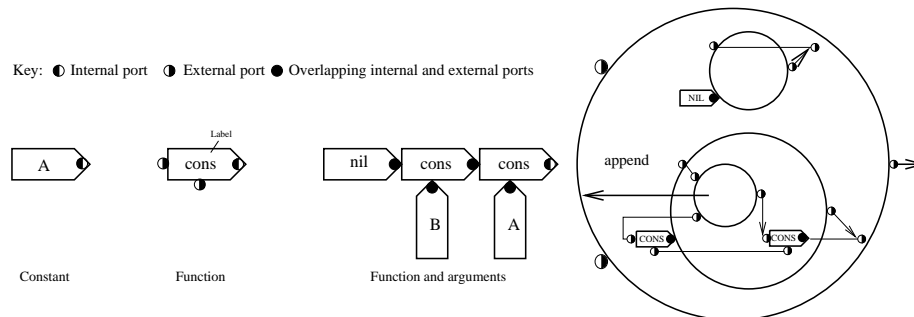 Key: Internal port External port Overlapping internal and external ports
NIL
Label
A
cons
nil
cons
cons
append
B
A
CONS
CONS
Constant
Function
Function and arguments